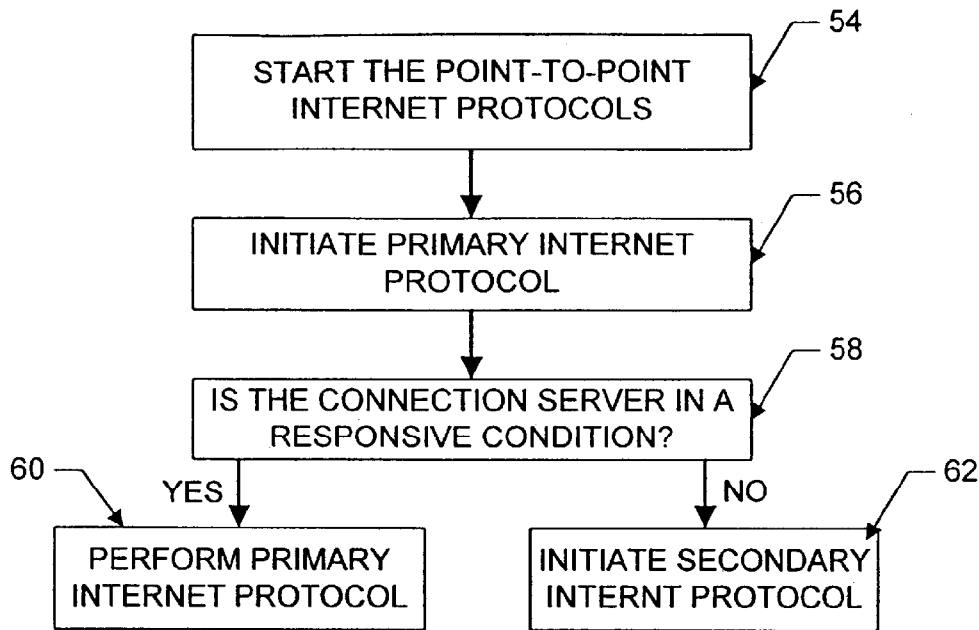 54
START THE POINT-TO-POINT
INTERNET PROTOCOLS
56
INITIATE PRIMARY INTERNET
PROTOCOL
58
IS THE CONNECTION SERVER IN A
RESPONSIVE CONDITION?
60
YES
NO
62
PERFORM PRIMARY
INTERNET PROTOCOL
INITIATE SECONDARY
INTERNT PROTOCOL